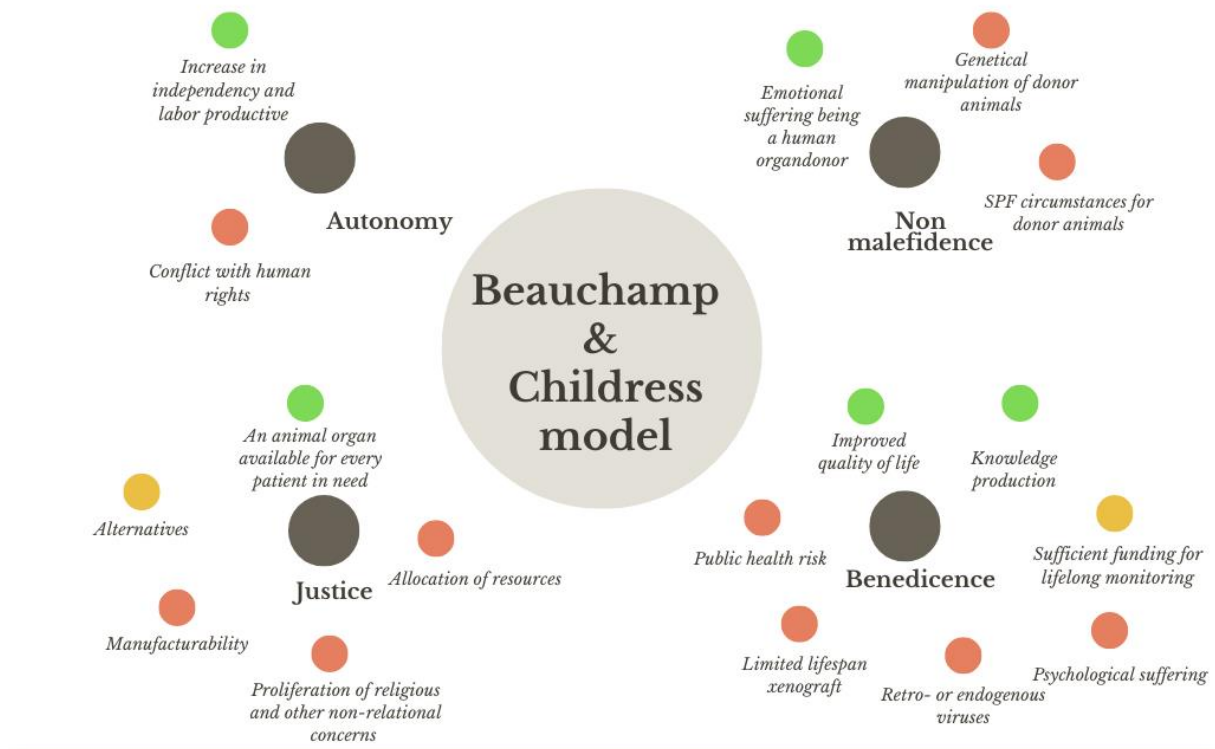 Increase in
independency and
labor productive
Autonomy
Conflict with human
rights
Emotional
suffering being
a human
organdonor
Genetical
manipulation of donor
animals
SPF circumstances for
donor animals
Non
malefidence
Beauchamp
&
Childress
model
An animal organ
available for every
patient in need
Alternatives
Justice
Allocation of resources
Manufacturability
Proliferation of religious
and other non-relational
concerns
Improved
quality of life
Knowledge
production
Public health risk
Benedicence
Sufficient funding for
lifelong monitoring
Limited lifespan
xenograft
Retro- or endogenous
viruses
Psychological suffering